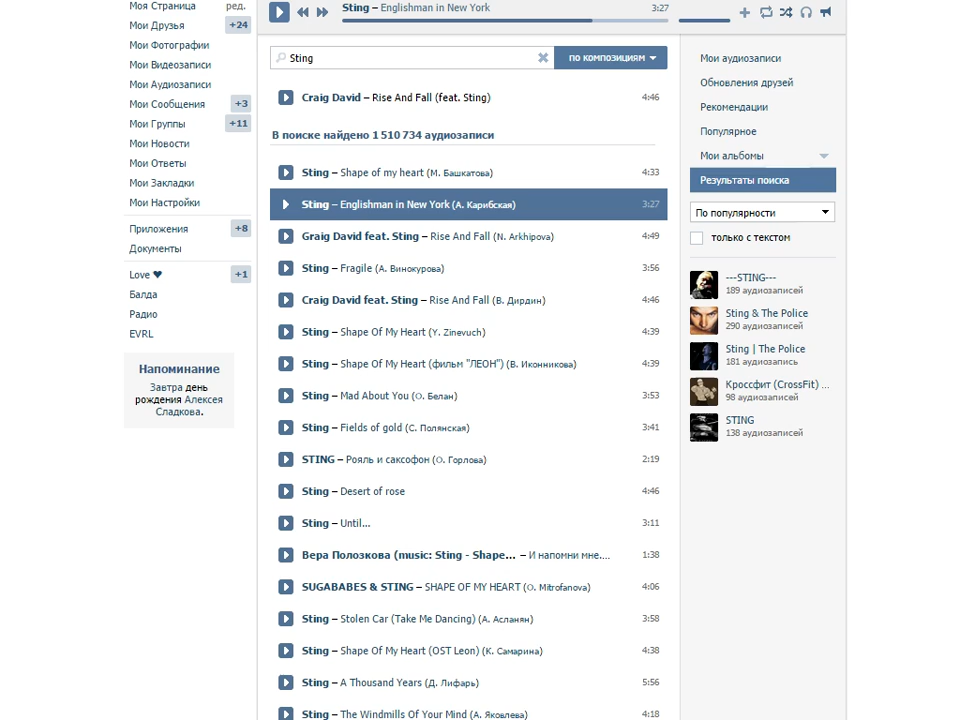 Моя Страница ред.
Мои Друзья +24
Мои Фотографии
Мои Видеозаписи
Мои Аудиозаписи
Мои Сообщения +3
Мои Группы +11
Мои Новости
Мои Ответы
Мои Закладки
Мои Настройки
Приложения +8
Документы
Love ❤ +1
Балда
Радио
EVRL
Напоминание
Завтра день
рождения Алексея
Сладкова.
Sting – Englishman in New York 3:27
Sting
по композициям
Craig David – Rise And Fall (feat. Sting) 4:46
В поиске найдено 1 510 734 аудиозаписи
Sting – Shape of my heart (М. Башкатова) 4:33
Sting – Englishman in New York (А. Карибская) 3:27
Graig David feat. Sting – Rise And Fall (N. Arkhipova) 4:49
Sting – Fragile (А. Винокурова) 3:56
Craig David feat. Sting – Rise And Fall (В. Дирдин) 4:46
Sting – Shape Of My Heart (Y. Zinevuch) 4:39
Sting – Shape Of My Heart (фильм "ЛЕОН") (В. Иконникова) 4:39
Sting – Mad About You (О. Белан) 3:53
Sting – Fields of gold (С. Полянская) 3:41
STING – Рояль и саксофон (О. Горлова) 2:19
Sting – Desert of rose 4:46
Sting – Until... 3:11
Вера Полозкова (music: Sting - Shape... – И напомни мне.... 1:38
SUGABABES & STING – SHAPE OF MY HEART (О. Mitrofanova) 4:06
Sting – Stolen Car (Take Me Dancing) (А. Асланян) 3:58
Sting – Shape Of My Heart (OST Leon) (К. Самарина) 4:38
Sting – A Thousand Years (Д. Лифарь) 5:56
Sting – The Windmills Of Your Mind (А. Яковлева) 4:18
Мои аудиозаписи
Обновления друзей
Рекомендации
Популярное
Мои альбомы
Результаты поиска
По популярности
только с текстом
---STING---
189 аудиозаписей
Sting & The Police
290 аудиозаписей
Sting | The Police
181 аудиозапись
Кроссфит (CrossFit) ...
98 аудиозаписей
STING
138 аудиозаписей